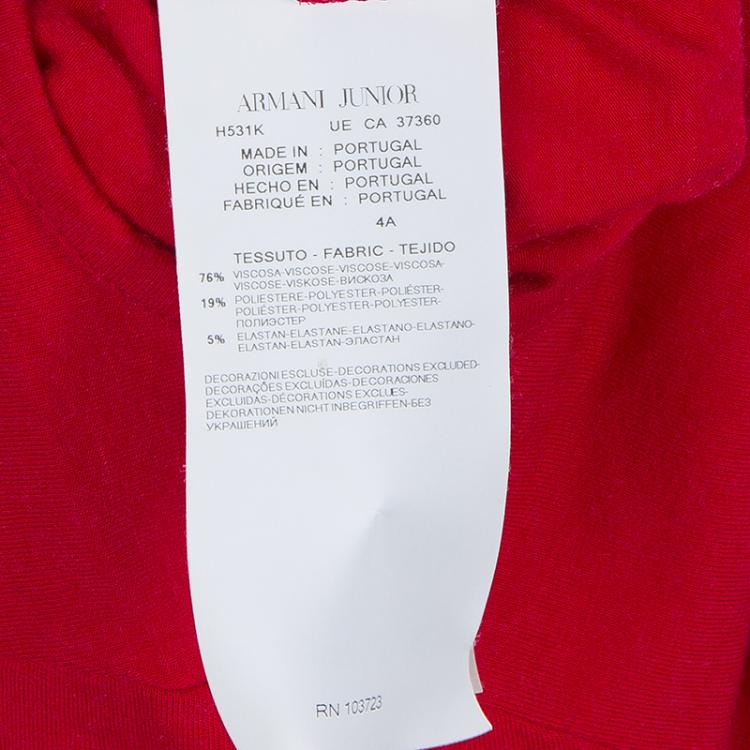 ARMANI JUNIOR
H531K UE CA 37360
MADE IN : PORTUGAL
ORIGEM : PORTUGAL
HECHO EN : PORTUGAL
FABRIQUÉ EN : PORTUGAL
4A
TESSUTO - FABRIC - TEJIDO
76% VISCOSA-VISCOSE-VISCOSE-VISCOSA-
VISCOSE-VISKOSE-ВИСКОЗА
19% POLIESTERE-POLYESTER-POLIÉSTER-
POLIÉSTER-POLYESTER-POLYESTER-
ПОЛИЭСТЕР
5% ELASTAN-ELASTANE-ELASTANO-ELASTANO-
ELASTAN-ELASTAN-ЭЛАСТАН
DECORAZIONI ESCLUSE-DECORATIONS EXCLUDED-
DECORAÇÕES EXCLUÍDAS-DECORACIONES
EXCLUIDAS-DÉCORATIONS EXCLUES-
DEKORATIONEN NICHT INBEGRIFFEN-БЕЗ
УКРАШЕНИЙ
RN 103723